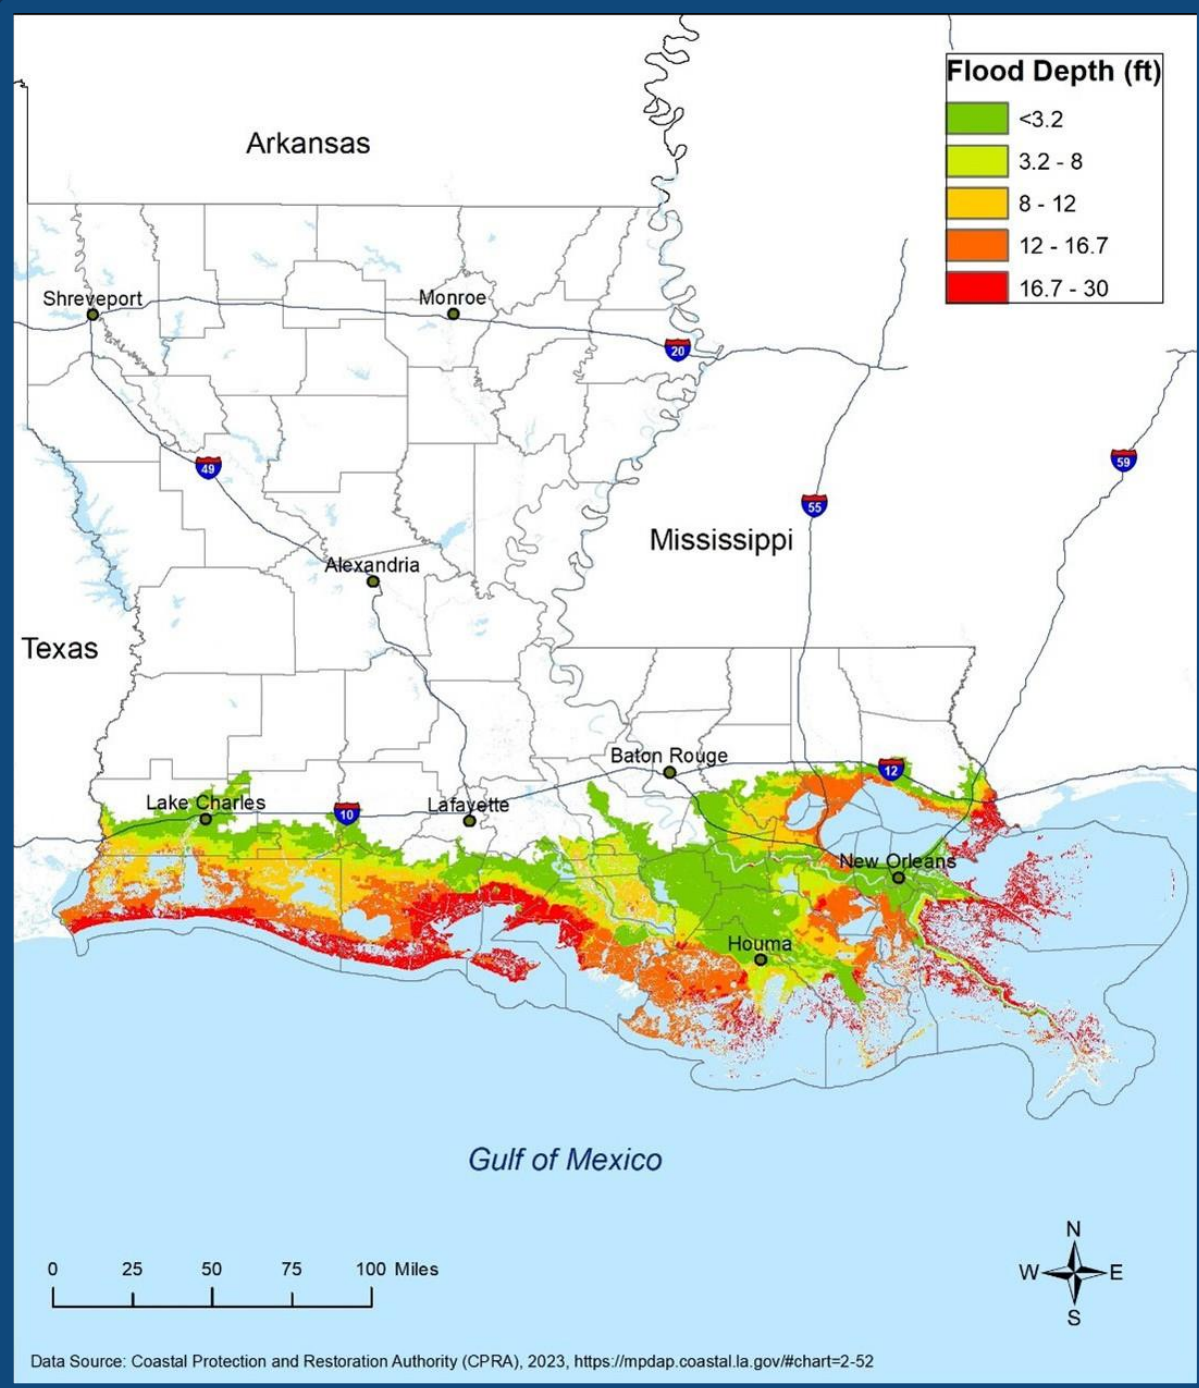 Flood Depth (ft)
<3.2
3.2 - 8
8 - 12
12 - 16.7
16.7 - 30
Arkansas
Shreveport
Monroe
20
49
59
55
Mississippi
Alexandria
Texas
Baton Rouge
12
Lake Charles
10
Lafayette
New Orleans
Houma
Gulf of Mexico
N
W E
S
0 25 50 75 100 Miles
Data Source: Coastal Protection and Restoration Authority (CPRA), 2023, https://mpdap.coastal.la.gov/#chart=2-52